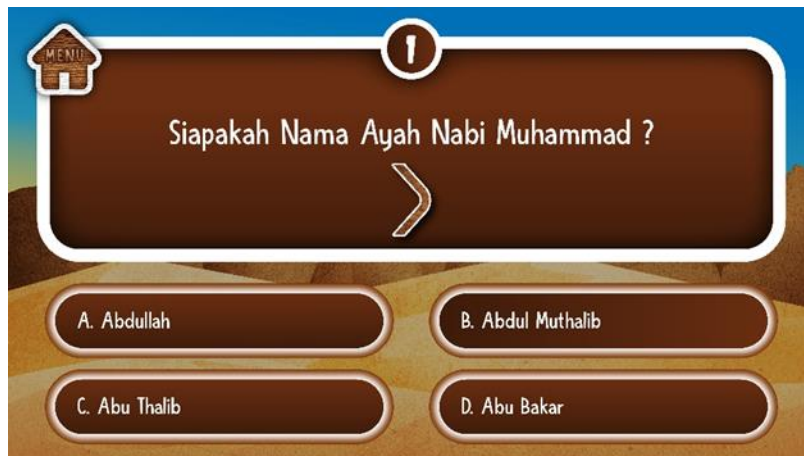 MENU
1
Siapakah Nama Ayah Nabi Muhammad ?
A. Abdullah
B. Abdul Muthalib
C. Abu Thalib
D. Abu Bakar